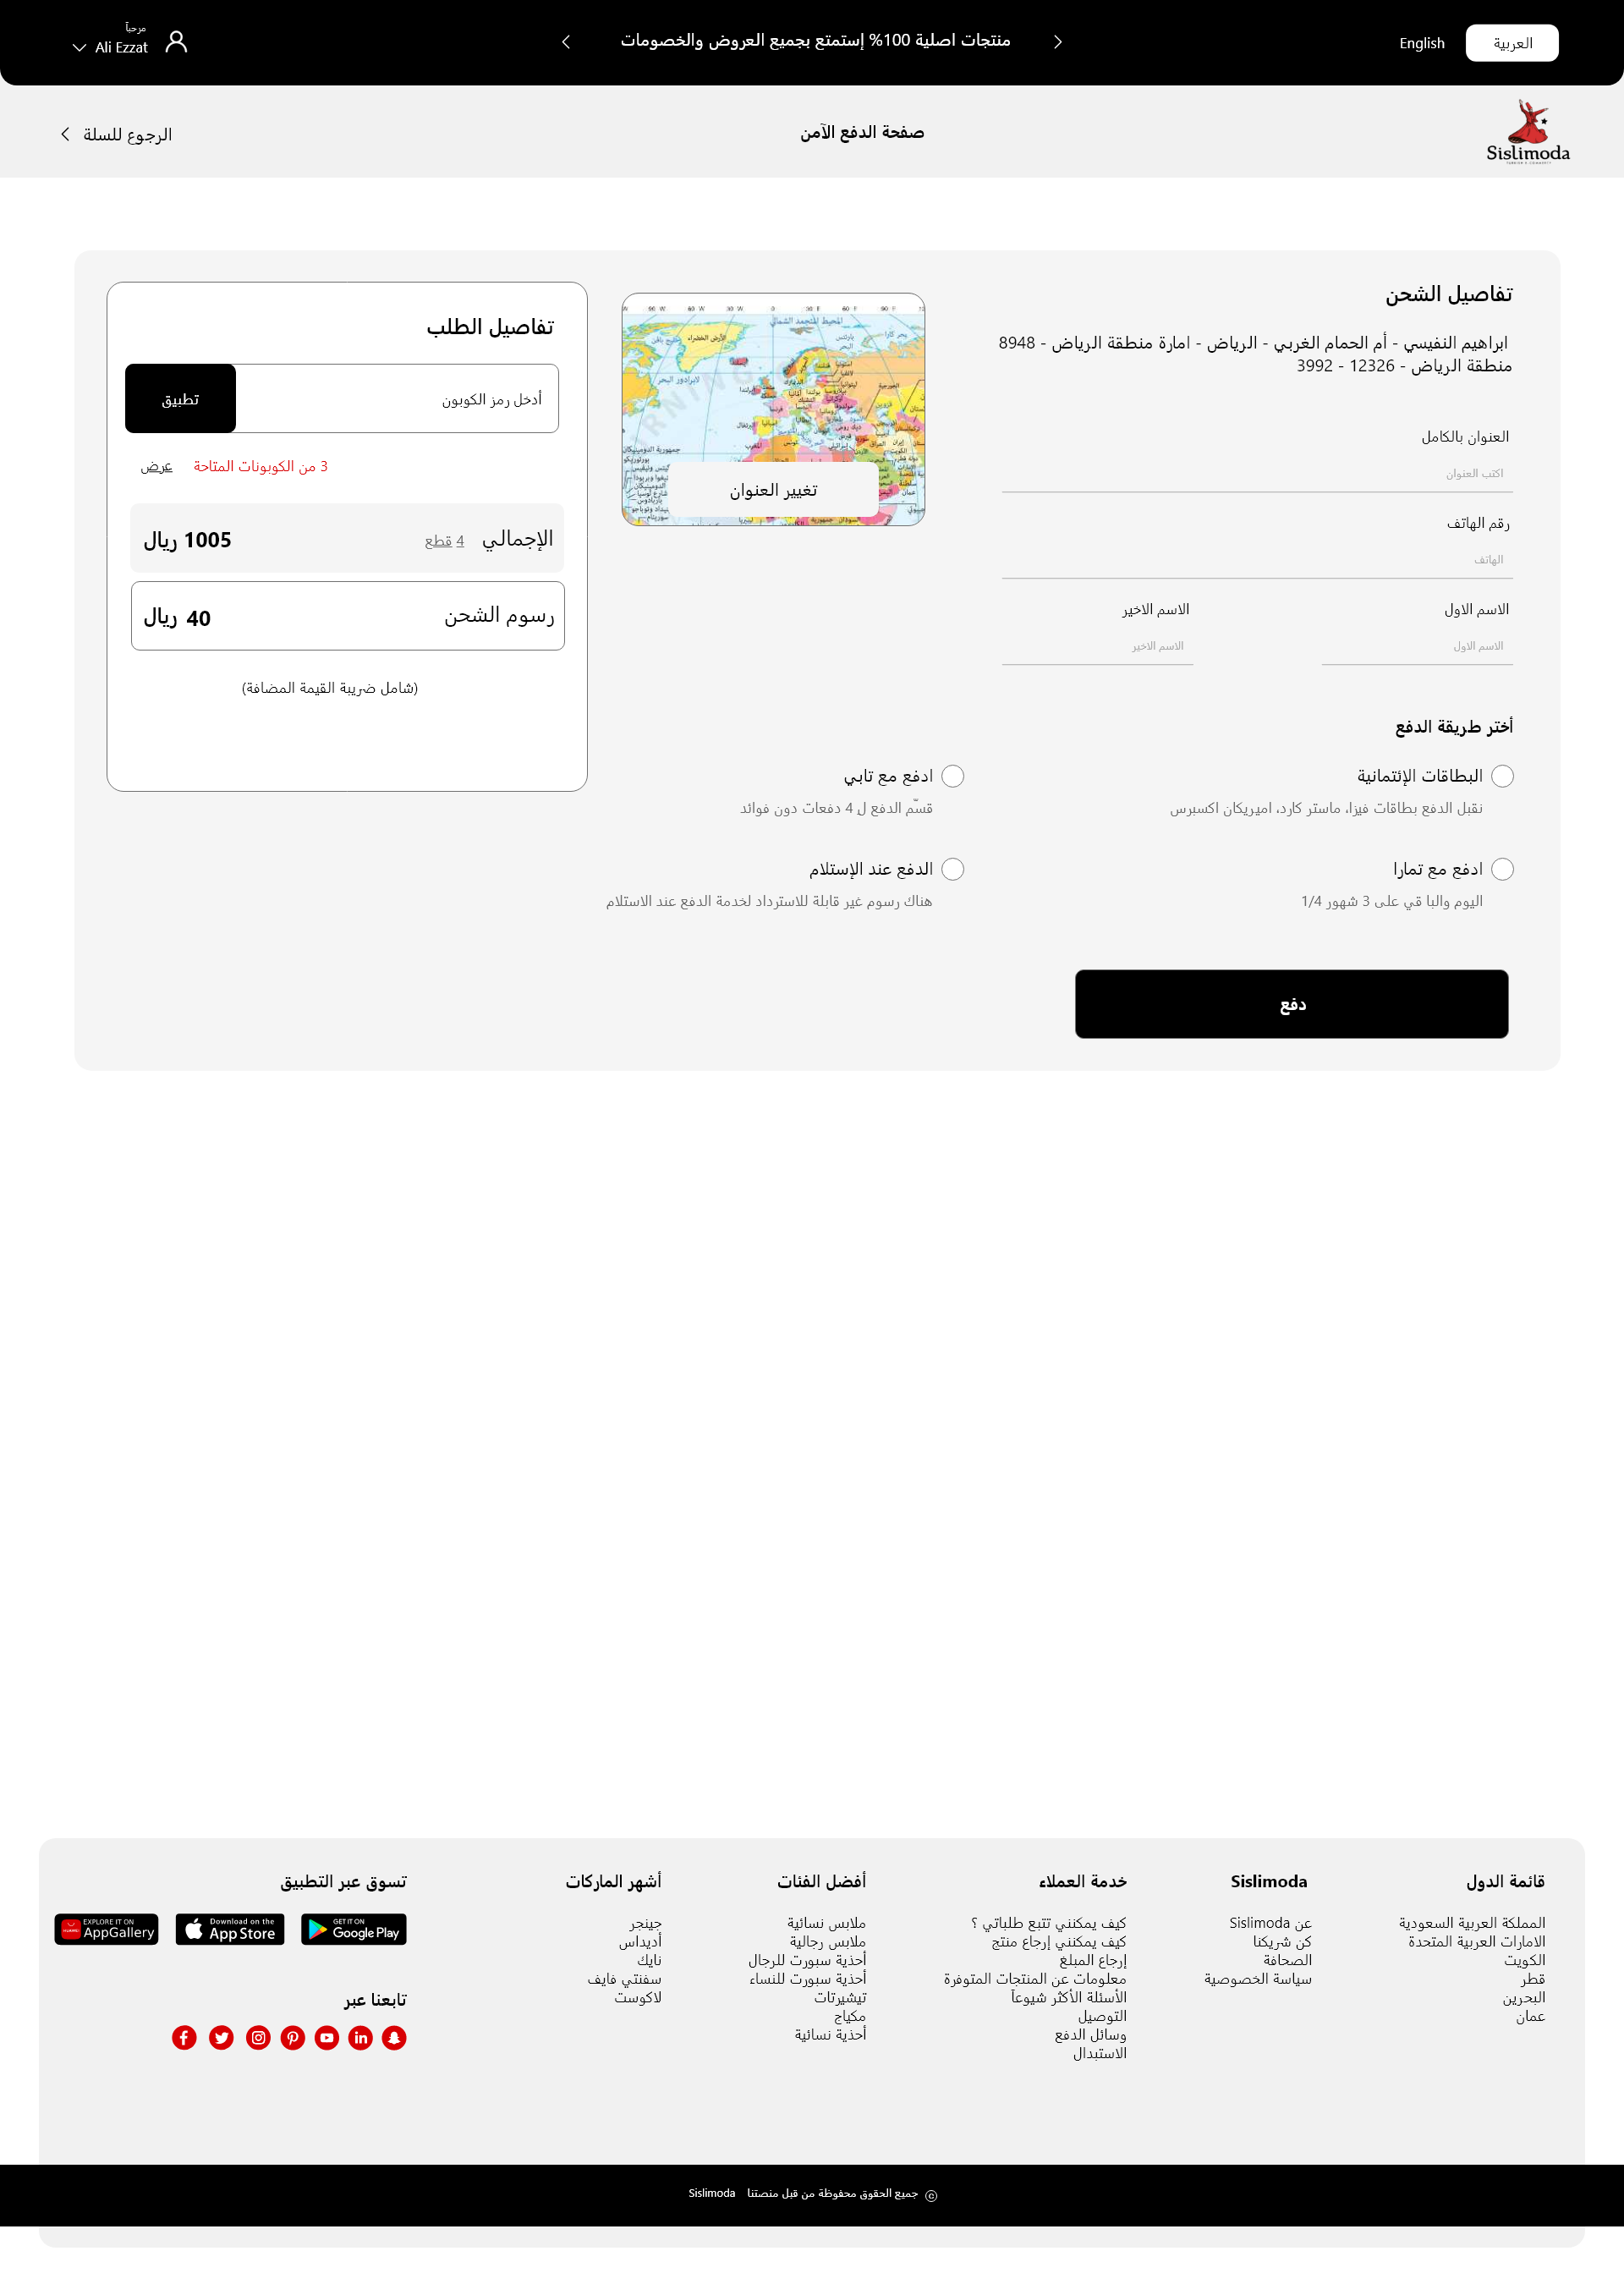 العربية
English
منتجات اصلية 100% إستمتع بجميع العروض والخصومات
مرحباً
Ali Ezzat
Sislimoda
صفحة الدفع الآمن
الرجوع للسلة
تفاصيل الشحن
ابراهيم النفيسي - أم الحمام الغربي - الرياض - امارة منطقة الرياض - 8948
منطقة الرياض - 12326 - 3992
العنوان بالكامل
اكتب العنوان
رقم الهاتف
الهاتف
الاسم الاول
الاسم الاخير
الاسم الاول
الاسم الاخير
المحيط المتجمد الشمالي
تغيير العنوان
تفاصيل الطلب
أدخل رمز الكوبون
تطبيق
3 من الكوبونات المتاحة
عرض
الإجمالي
4 قطع
1005 ريال
رسوم الشحن
40 ريال
(شامل ضريبة القيمة المضافة)
أختر طريقة الدفع
البطاقات الإئتمانية
نقبل الدفع بطاقات فيزا، ماستر كارد، اميريكان اكسبرس
ادفع مع تابي
قسّم الدفع ل 4 دفعات دون فوائد
ادفع مع تمارا
اليوم والبا قي على 3 شهور 1/4
الدفع عند الإستلام
هناك رسوم غير قابلة للاسترداد لخدمة الدفع عند الاستلام
دفع
قائمة الدول
المملكة العربية السعودية
الامارات العربية المتحدة
الكويت
قطر
البحرين
عمان
Sislimoda
عن Sislimoda
كن شريكنا
الصحافة
سياسة الخصوصية
خدمة العملاء
كيف يمكنني تتبع طلباتي ؟
كيف يمكنني إرجاع منتج
إرجاع المبلغ
معلومات عن المنتجات المتوفرة
الأسئلة الأكثر شيوعاً
التوصيل
وسائل الدفع
الاستبدال
أفضل الفئات
ملابس نسائية
ملابس رجالية
أحذية سبورت للرجال
أحذية سبورت للنساء
تيشيرتات
مكياج
أحذية نسائية
أشهر الماركات
جينجر
أديداس
نايك
سفنتي فايف
لاكوست
تسوق عبر التطبيق
GET IT ON
Google Play
Download on the
App Store
EXPLORE IT ON
AppGallery
تابعنا عبر
© جميع الحقوق محفوظة من قبل منصتنا Sislimoda